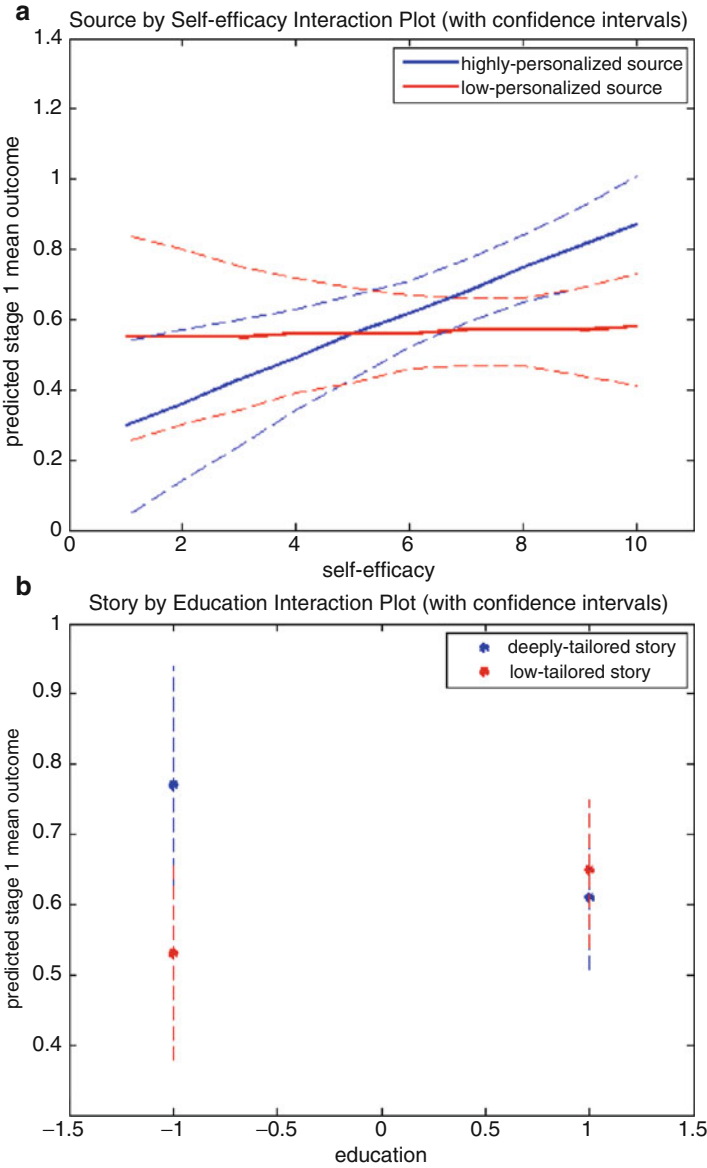 a
Source by Self-efficacy Interaction Plot (with confidence intervals)
1.4
1.2
1
0.8
0.6
0.4
0.2
0
predicted stage 1 mean outcome
highly-personalized source
low-personalized source
0 2 4 6 8 10
self-efficacy
b
Story by Education Interaction Plot (with confidence intervals)
1
0.9
0.8
0.7
0.6
0.5
0.4
predicted stage 1 mean outcome
deeply-tailored story
low-tailored story
−1.5 −1 −0.5 0 0.5 1 1.5
education